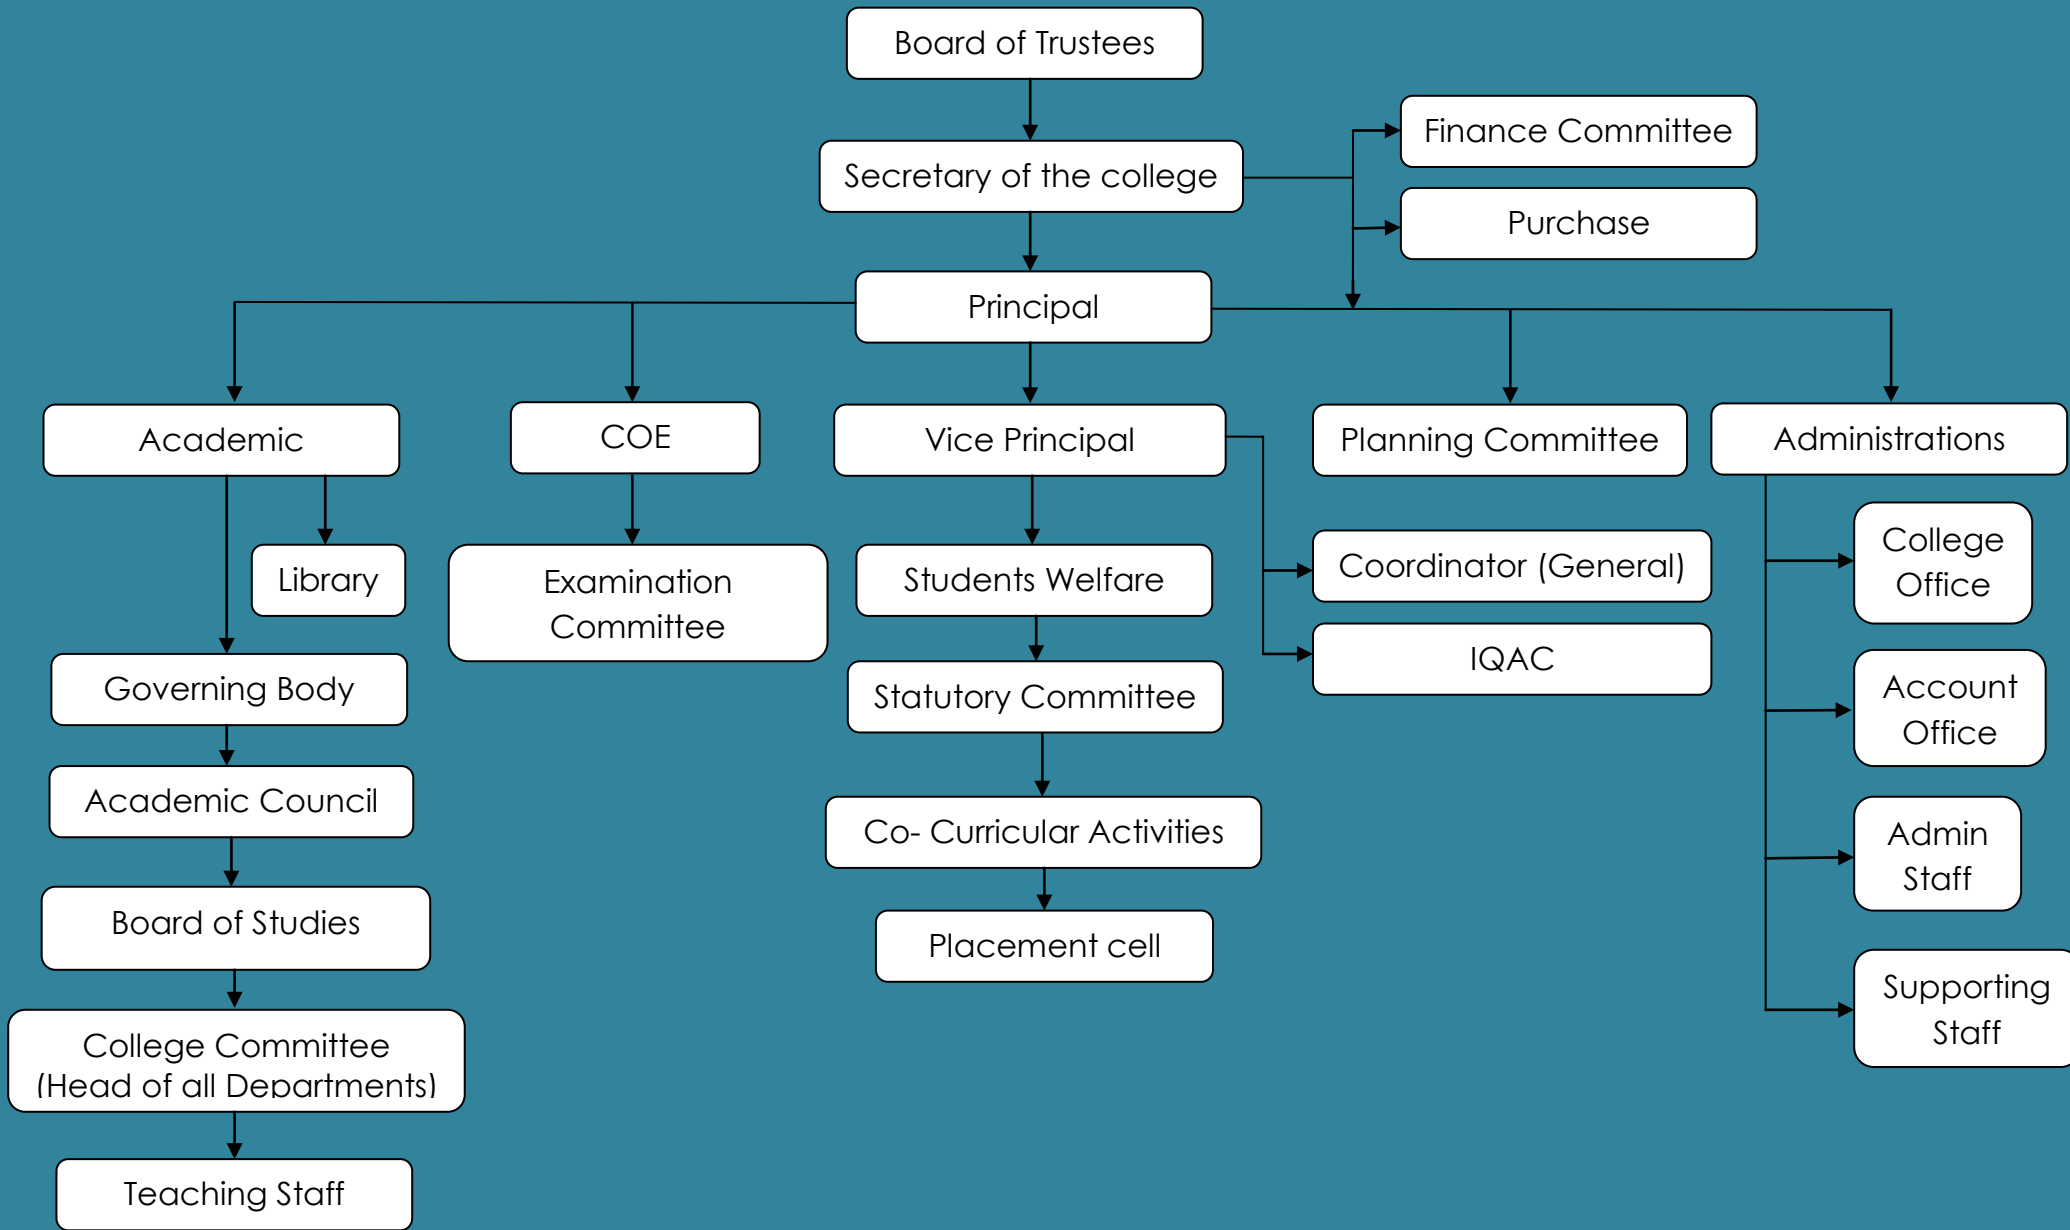 Board of Trustees
Finance Committee
Secretary of the college
Purchase
Principal
Academic
COE
Vice Principal
Planning Committee
Administrations
College
Office
Library
Examination
Committee
Students Welfare
Coordinator (General)
Governing Body
Statutory Committee
IQAC
Account
Office
Academic Council
Co- Curricular Activities
Admin
Staff
Board of Studies
Placement cell
College Committee
(Head of all Departments)
Supporting
Staff
Teaching Staff